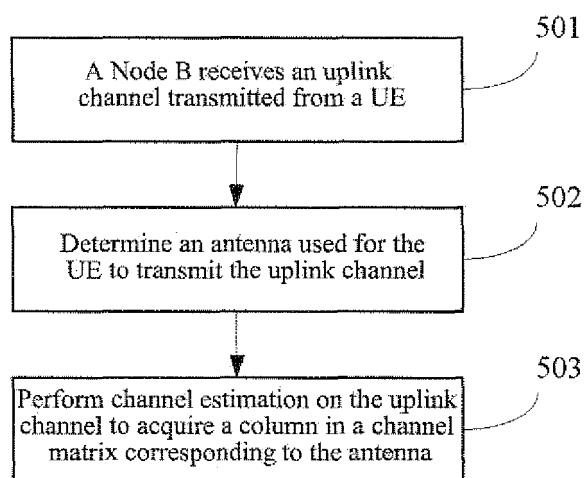 501
A Node B receives an uplink
channel transmitted from a UE
502
Determine an antenna used for the
UE to transmit the uplink channel
503
Perform channel estimation on the uplink
channel to acquire a column in a channel
matrix corresponding to the antenna